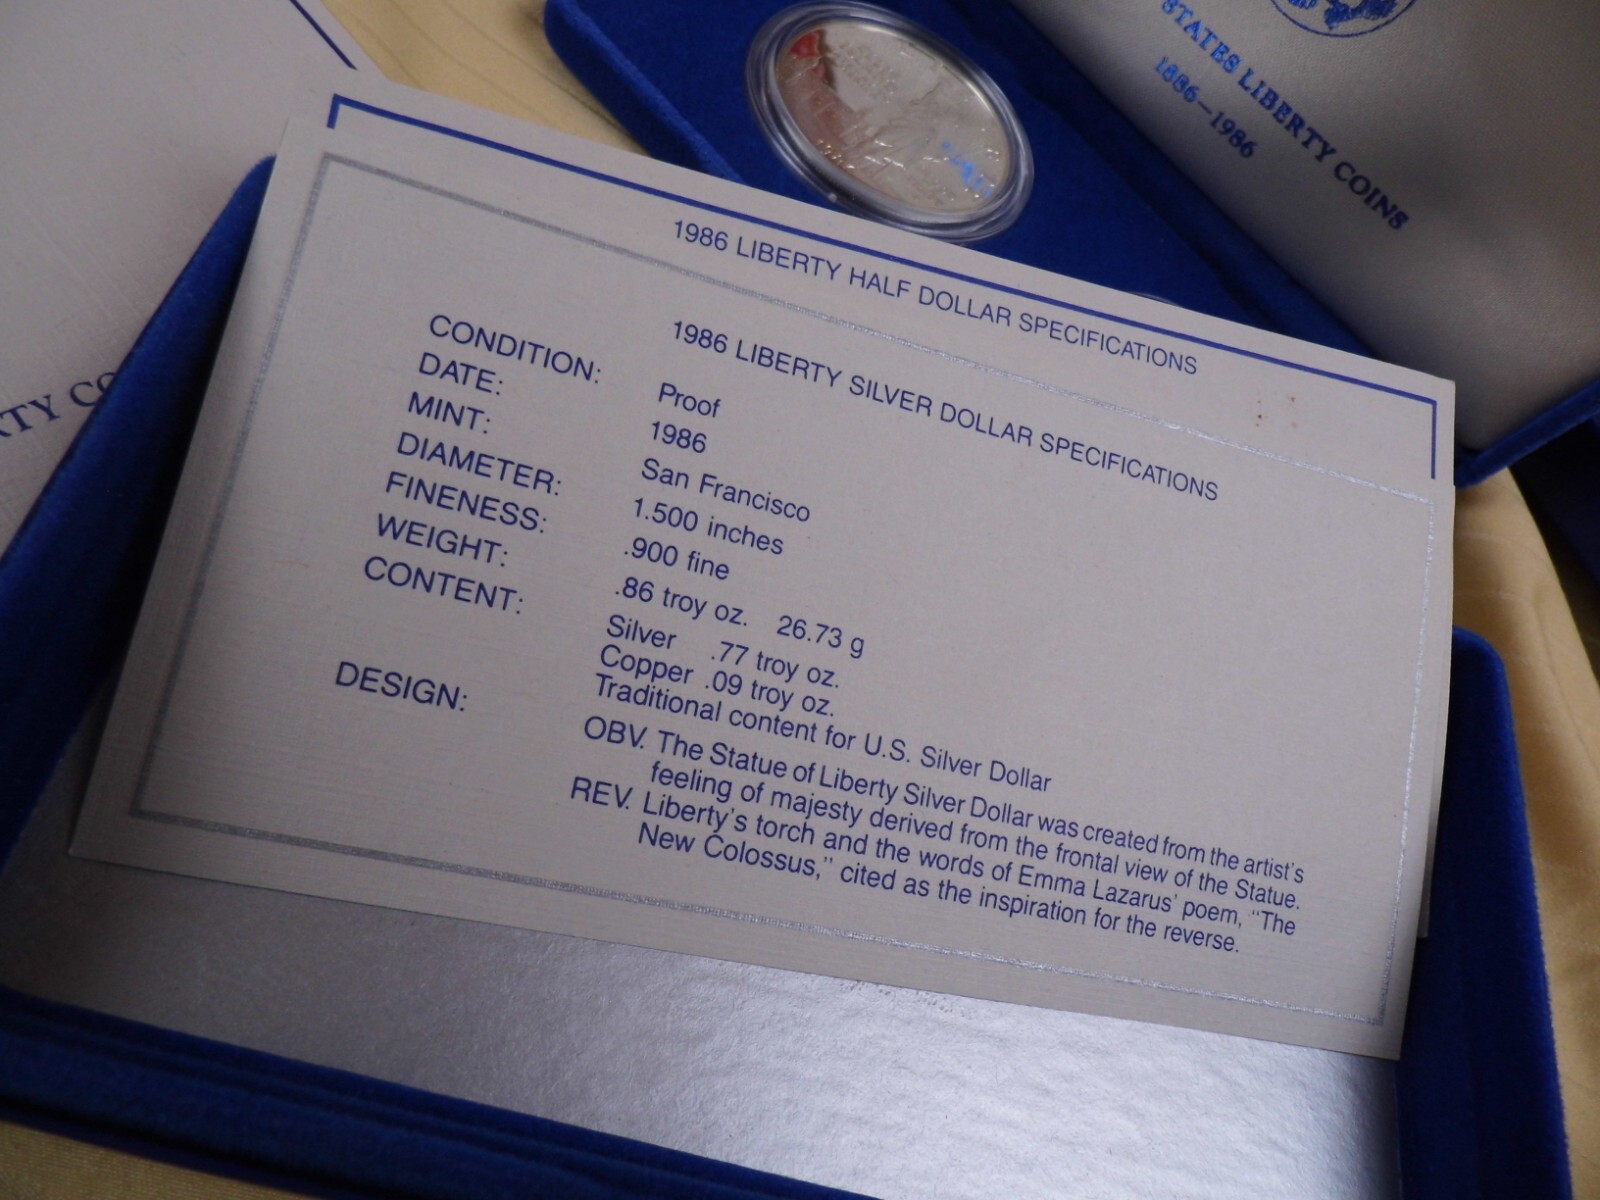 STATES LIBERTY COINS
1886—1986
RTY CO
1986 LIBERTY HALF DOLLAR SPECIFICATIONS
1986 LIBERTY SILVER DOLLAR SPECIFICATIONS
CONDITION: Proof
DATE: 1986
MINT: San Francisco
DIAMETER: 1.500 inches
FINENESS: .900 fine
WEIGHT: .86 troy oz. 26.73 g
CONTENT: Silver .77 troy oz.
Copper .09 troy oz.
Traditional content for U.S. Silver Dollar
DESIGN: OBV. The Statue of Liberty Silver Dollar was created from the artist's
feeling of majesty derived from the frontal view of the Statue.
REV. Liberty's torch and the words of Emma Lazarus' poem, "The
New Colossus," cited as the inspiration for the reverse.